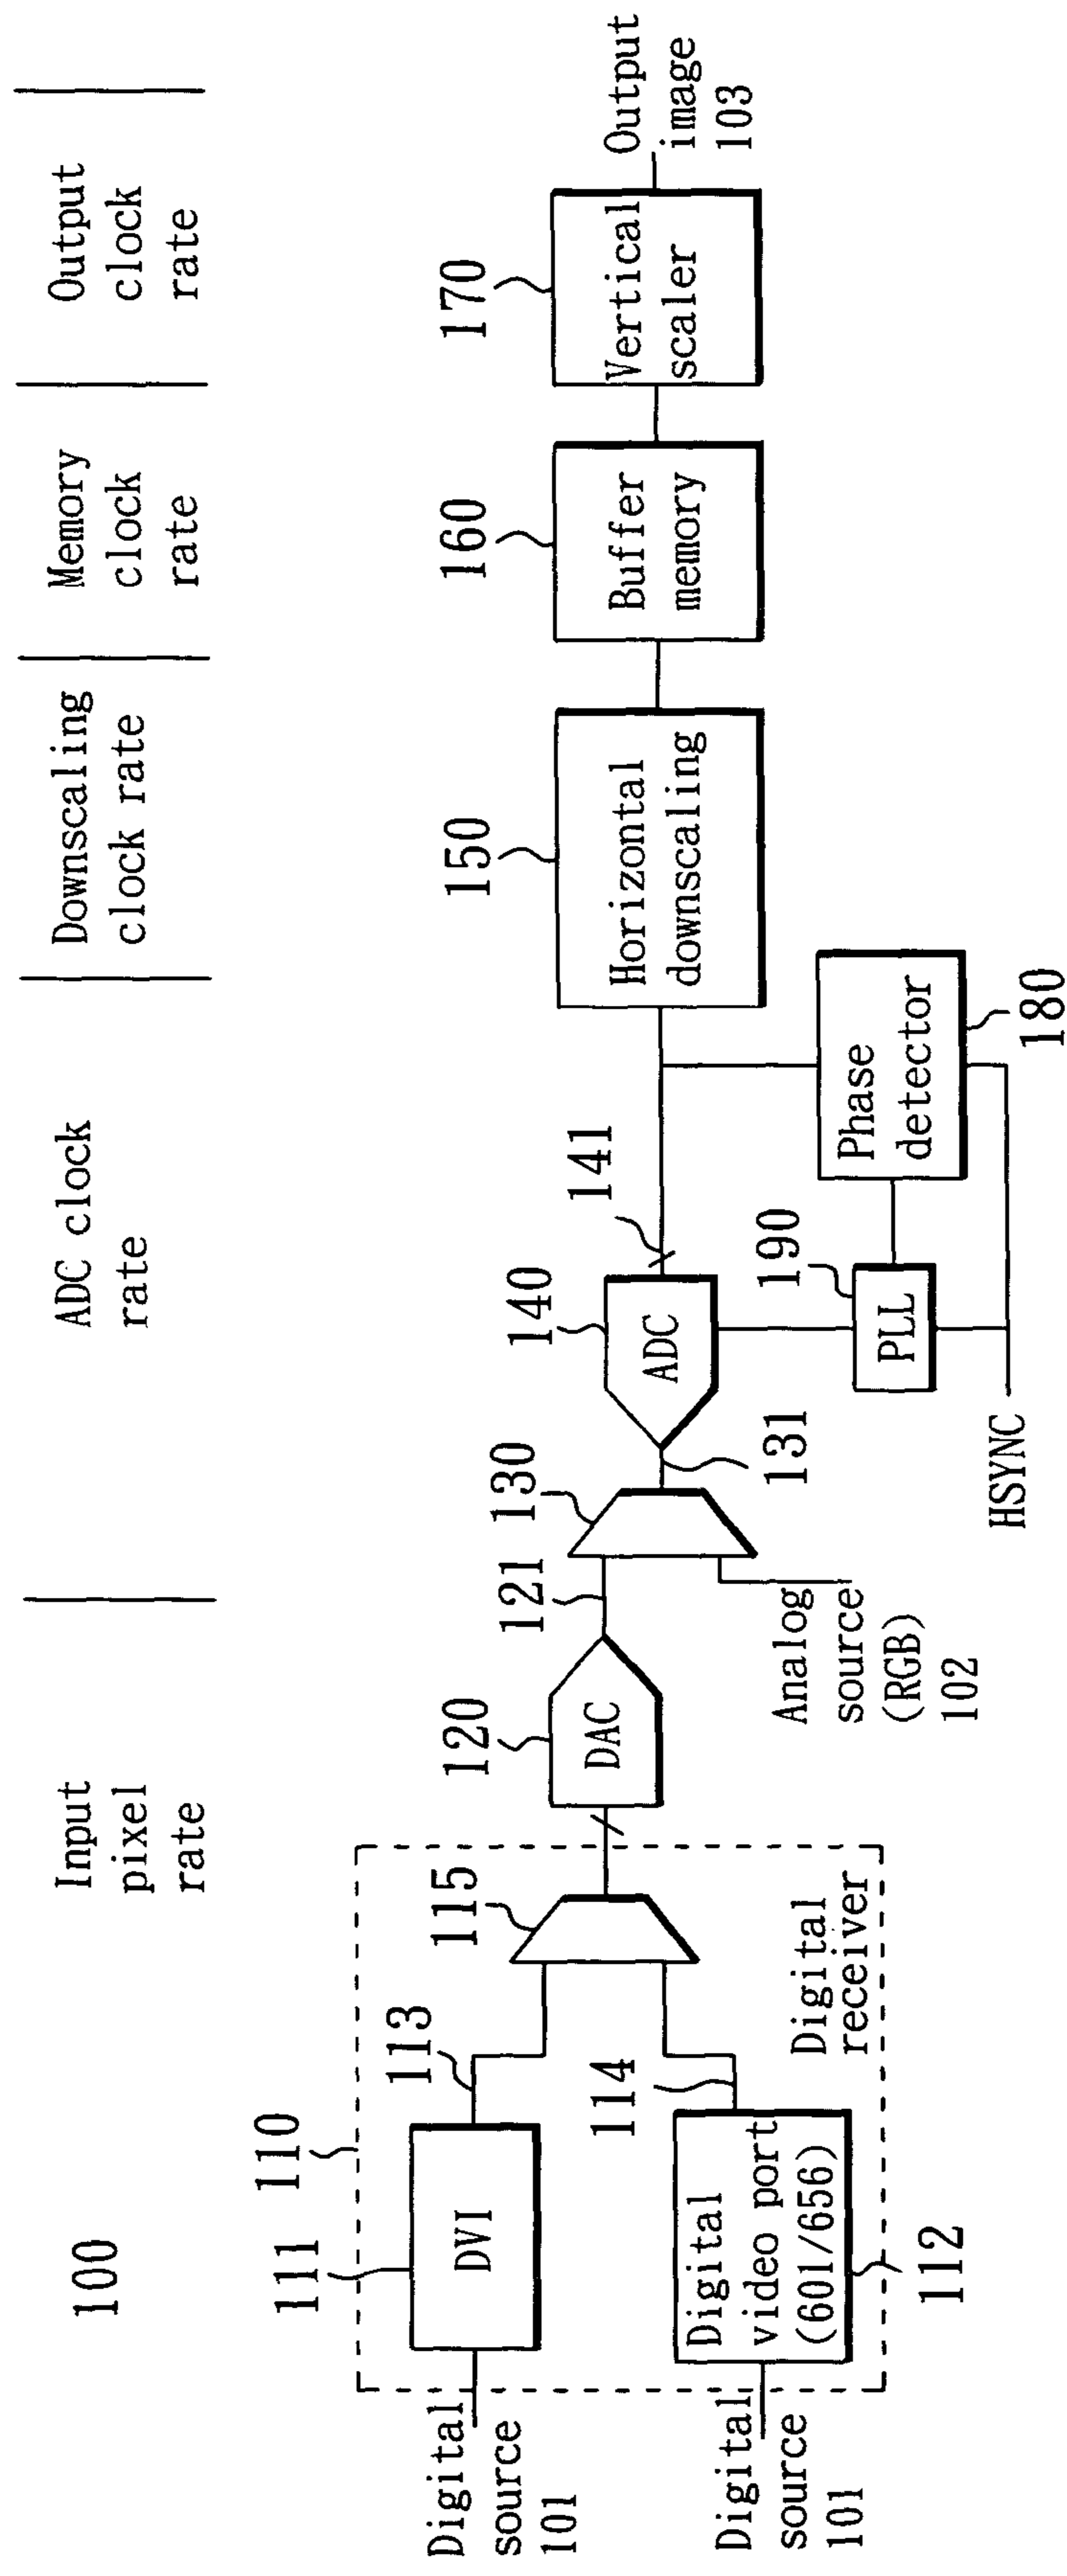 100
Input
pixel
rate
ADC clock
rate
Downscaling
clock rate
Memory
clock
rate
Output
clock
rate
110
111
DVI
113
Digital
source
101
115
Digital
video port
(601/656)
112
114
Digital
source
101
Digital
receiver
120
DAC
121
130
131
Analog
source
(RGB)
102
140
ADC
141
190
PLL
HSYNC
Phase
detector
180
150
Horizontal
downscaling
160
Buffer
memory
170
Vertical
scaler
Output
image
103